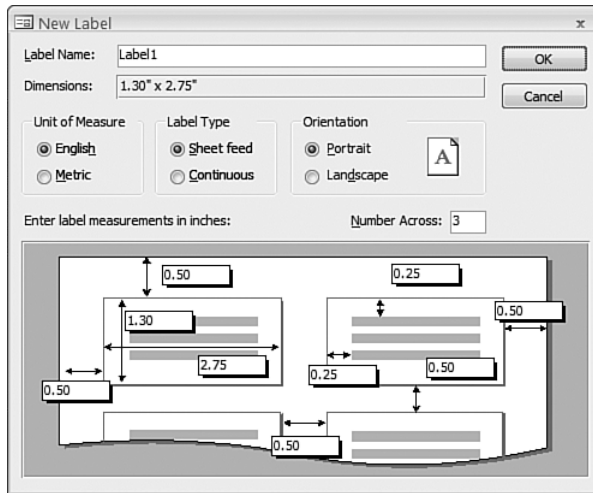 New Label
x
Label Name: Label1
OK
Dimensions: 1.30" x 2.75"
Cancel
Unit of Measure
English
Metric
Label Type
Sheet feed
Continuous
Orientation
Portrait
Landscape
A
Enter label measurements in inches:
Number Across: 3
0.50
0.25
1.30
0.50
2.75
0.50
0.25
0.50
0.50